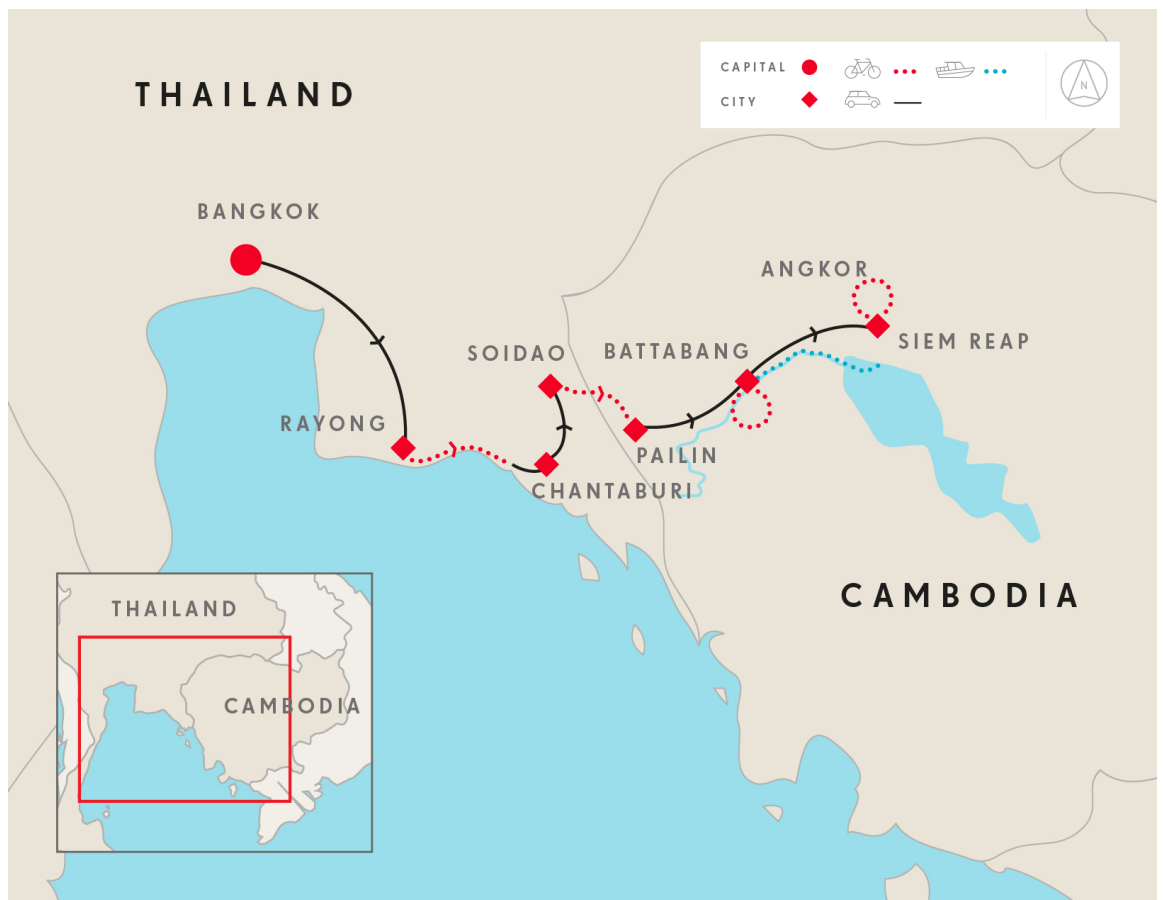 THAILAND
CAPITAL
CITY
N
BANGKOK
ANGKOR
SIEM REAP
SOIDAO
BATTABANG
RAYONG
PAILIN
CHANTABURI
CAMBODIA
THAILAND
CAMBODIA